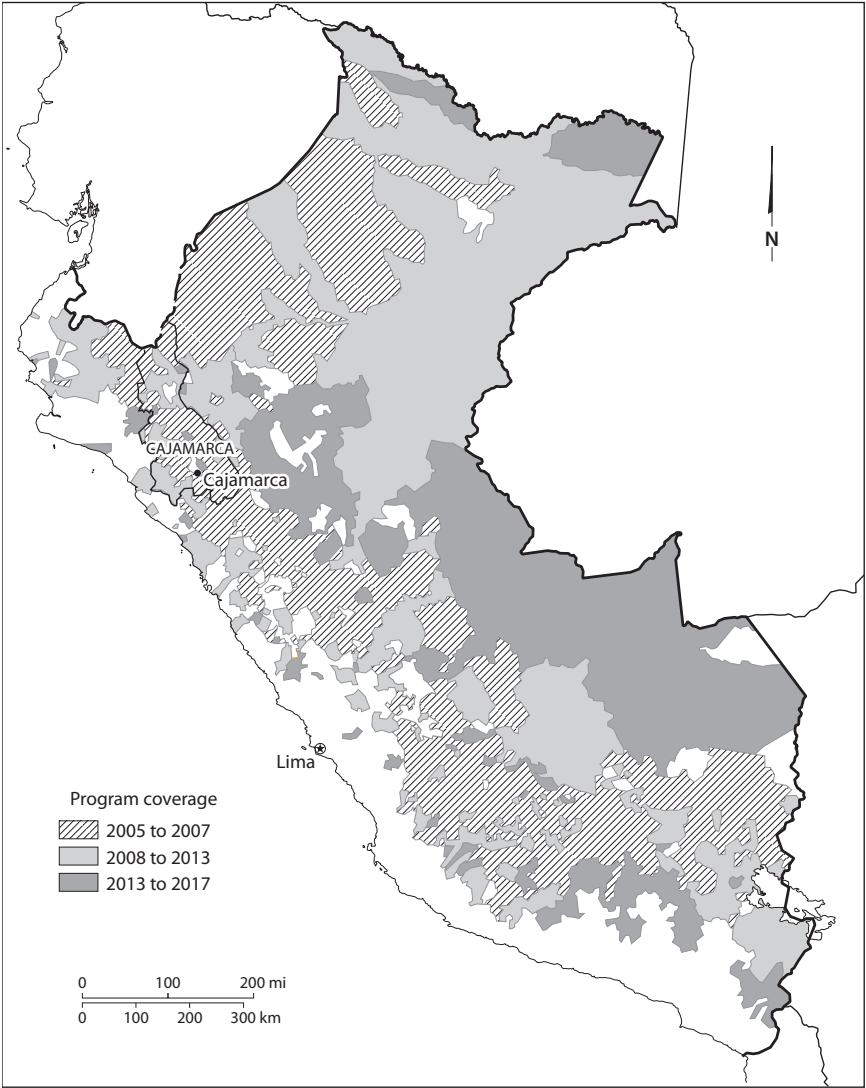 N
CAJAMARCA
Cajamarca
Lima
Program coverage
2005 to 2007
2008 to 2013
2013 to 2017
0 100 200 mi
0 100 200 300 km